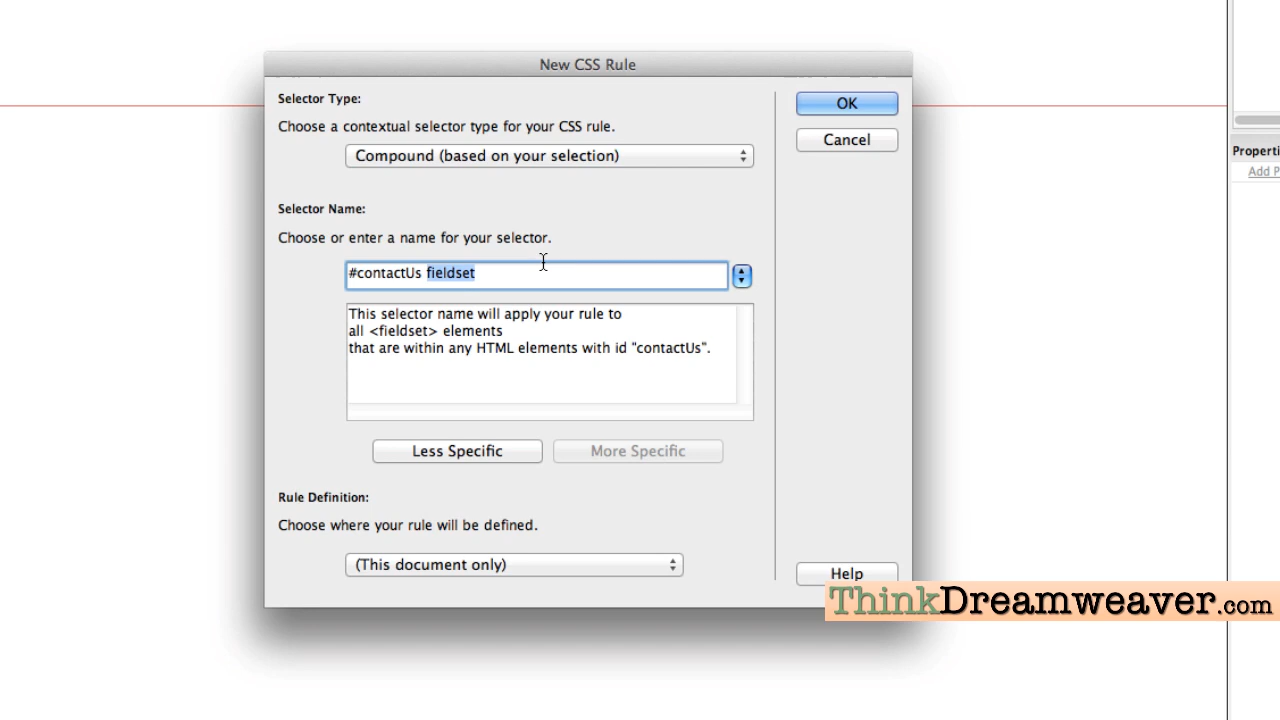 New CSS Rule
Selector Type:
Choose a contextual selector type for your CSS rule.
Compound (based on your selection)
OK
Cancel
Properti
Add P
Selector Name:
Choose or enter a name for your selector.
#contactUs fieldset
This selector name will apply your rule to
all <fieldset> elements
that are within any HTML elements with id "contactUs".
Less Specific
More Specific
Rule Definition:
Choose where your rule will be defined.
(This document only)
Help
ThinkDreamweaver.com